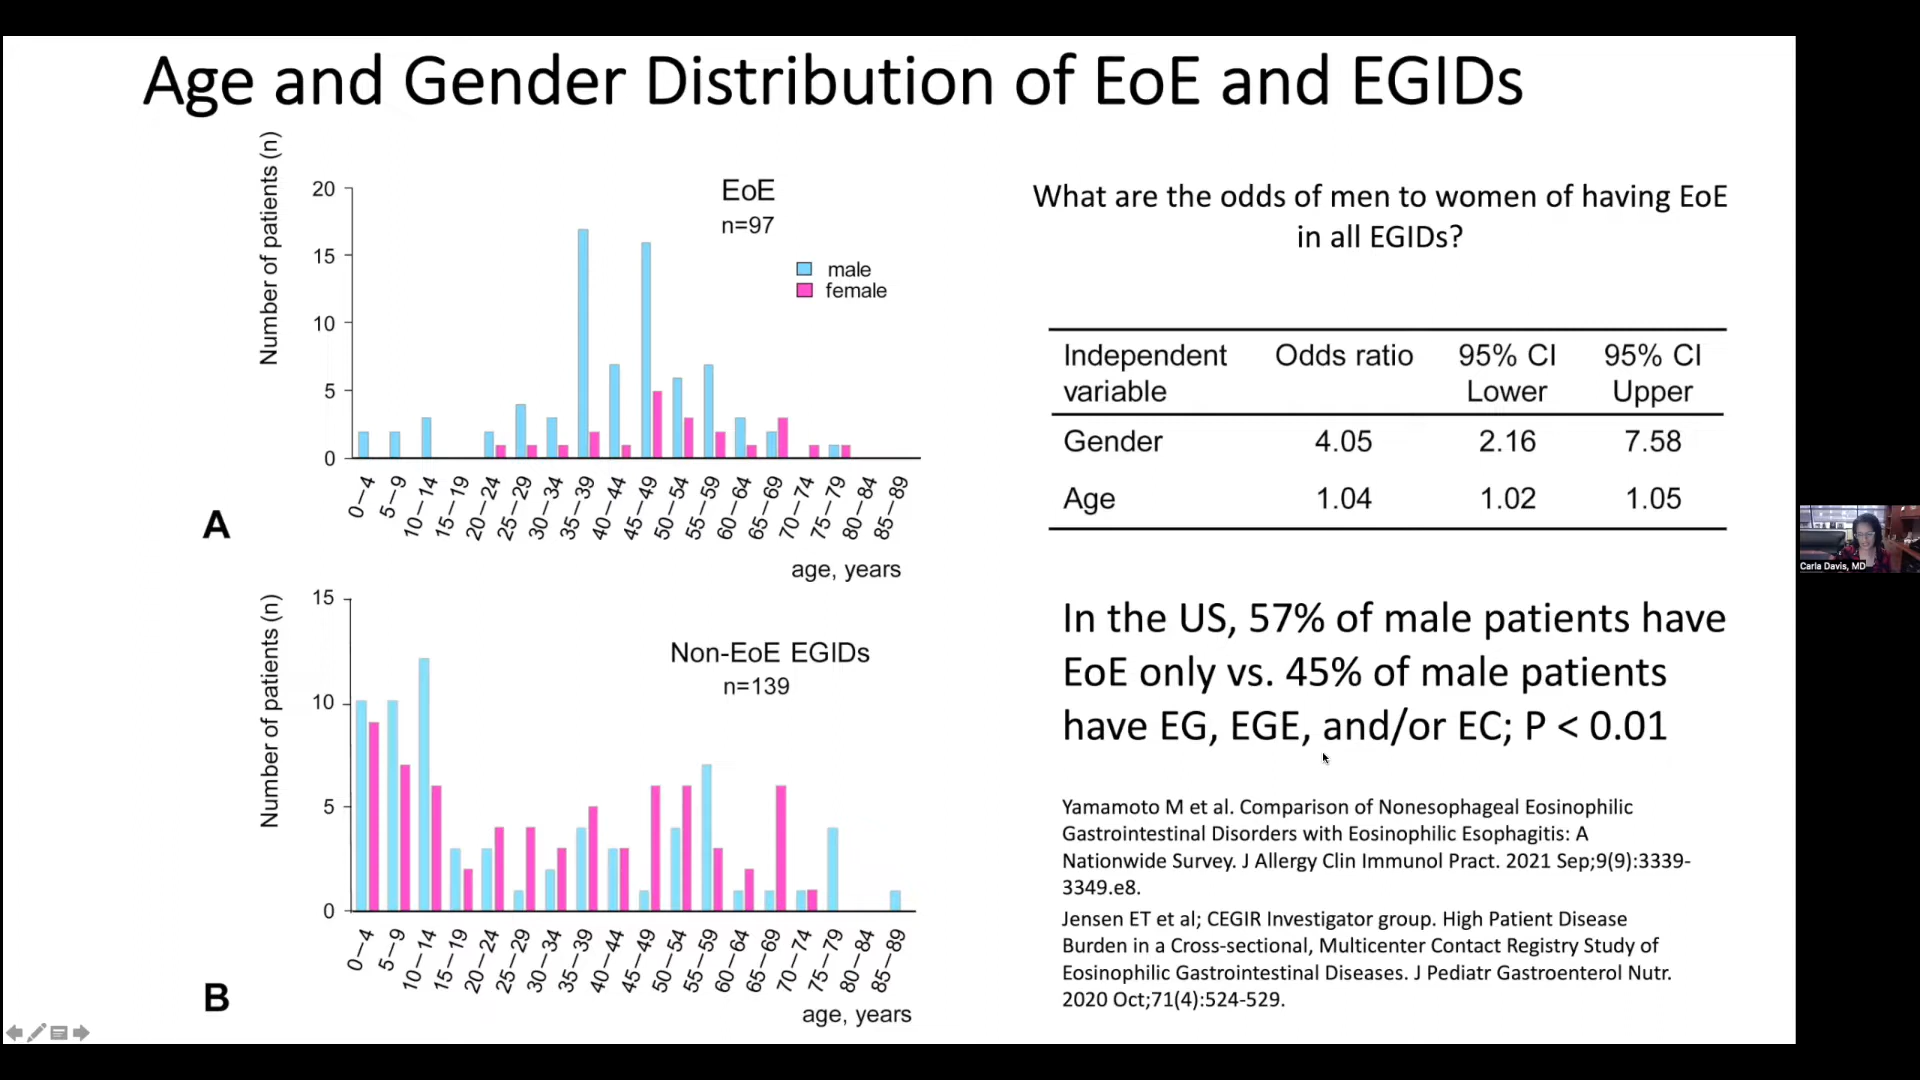 Age and Gender Distribution of EoE and EGIDs
Number of patients (n)
20
15
10
5
0
EoE
n=97
male
female
0–4
5–9
10–14
15–19
20–24
25–29
30–34
35–39
40–44
45–49
50–54
55–59
60–64
65–69
70–74
75–79
80–84
85–89
A
age, years
Number of patients (n)
15
10
5
0
Non-EoE EGIDs
n=139
0–4
5–9
10–14
15–19
20–24
25–29
30–34
35–39
40–44
45–49
50–54
55–59
60–64
65–69
70–74
75–79
80–84
85–89
B
age, years
What are the odds of men to women of having EoE
in all EGIDs?
Independent variable Odds ratio 95% CI Lower 95% CI Upper
Gender 4.05 2.16 7.58
Age 1.04 1.02 1.05
In the US, 57% of male patients have
EoE only vs. 45% of male patients
have EG, EGE, and/or EC; P < 0.01
Yamamoto M et al. Comparison of Nonesophageal Eosinophilic
Gastrointestinal Disorders with Eosinophilic Esophagitis: A
Nationwide Survey. J Allergy Clin Immunol Pract. 2021 Sep;9(9):3339-
3349.e8.
Jensen ET et al; CEGIR Investigator group. High Patient Disease
Burden in a Cross-sectional, Multicenter Contact Registry Study of
Eosinophilic Gastrointestinal Diseases. J Pediatr Gastroenterol Nutr.
2020 Oct;71(4):524-529.
Carla Davis, MD